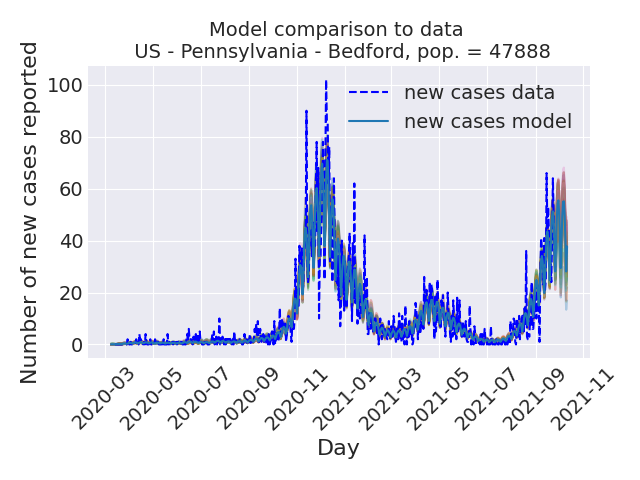 Model comparison to data
US - Pennsylvania - Bedford, pop. = 47888
Number of new cases reported
100
80
60
40
20
0
new cases data
new cases model
2020-03
2020-05
2020-07
2020-09
2020-11
2021-01
2021-03
2021-05
2021-07
2021-09
2021-11
Day